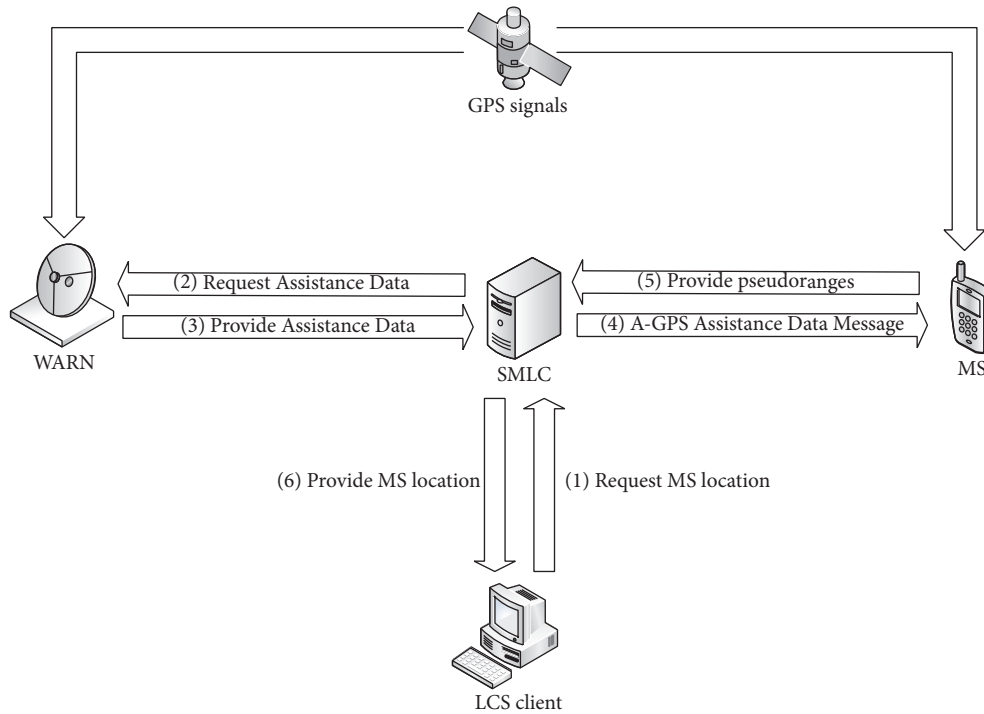 GPS signals
(2) Request Assistance Data
(5) Provide pseudoranges
(3) Provide Assistance Data
(4) A-GPS Assistance Data Message
WARN
SMLC
MS
(6) Provide MS location
(1) Request MS location
LCS client